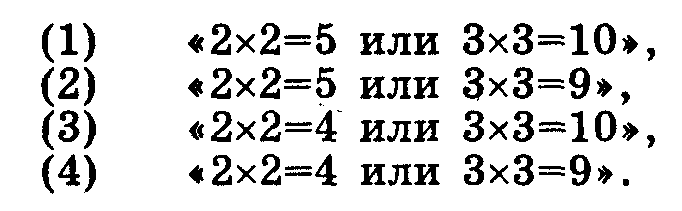 (1) «2×2=5 или 3×3=10»,
(2) «2×2=5 или 3×3=9»,
(3) «2×2=4 или 3×3=10»,
(4) «2×2=4 или 3×3=9».